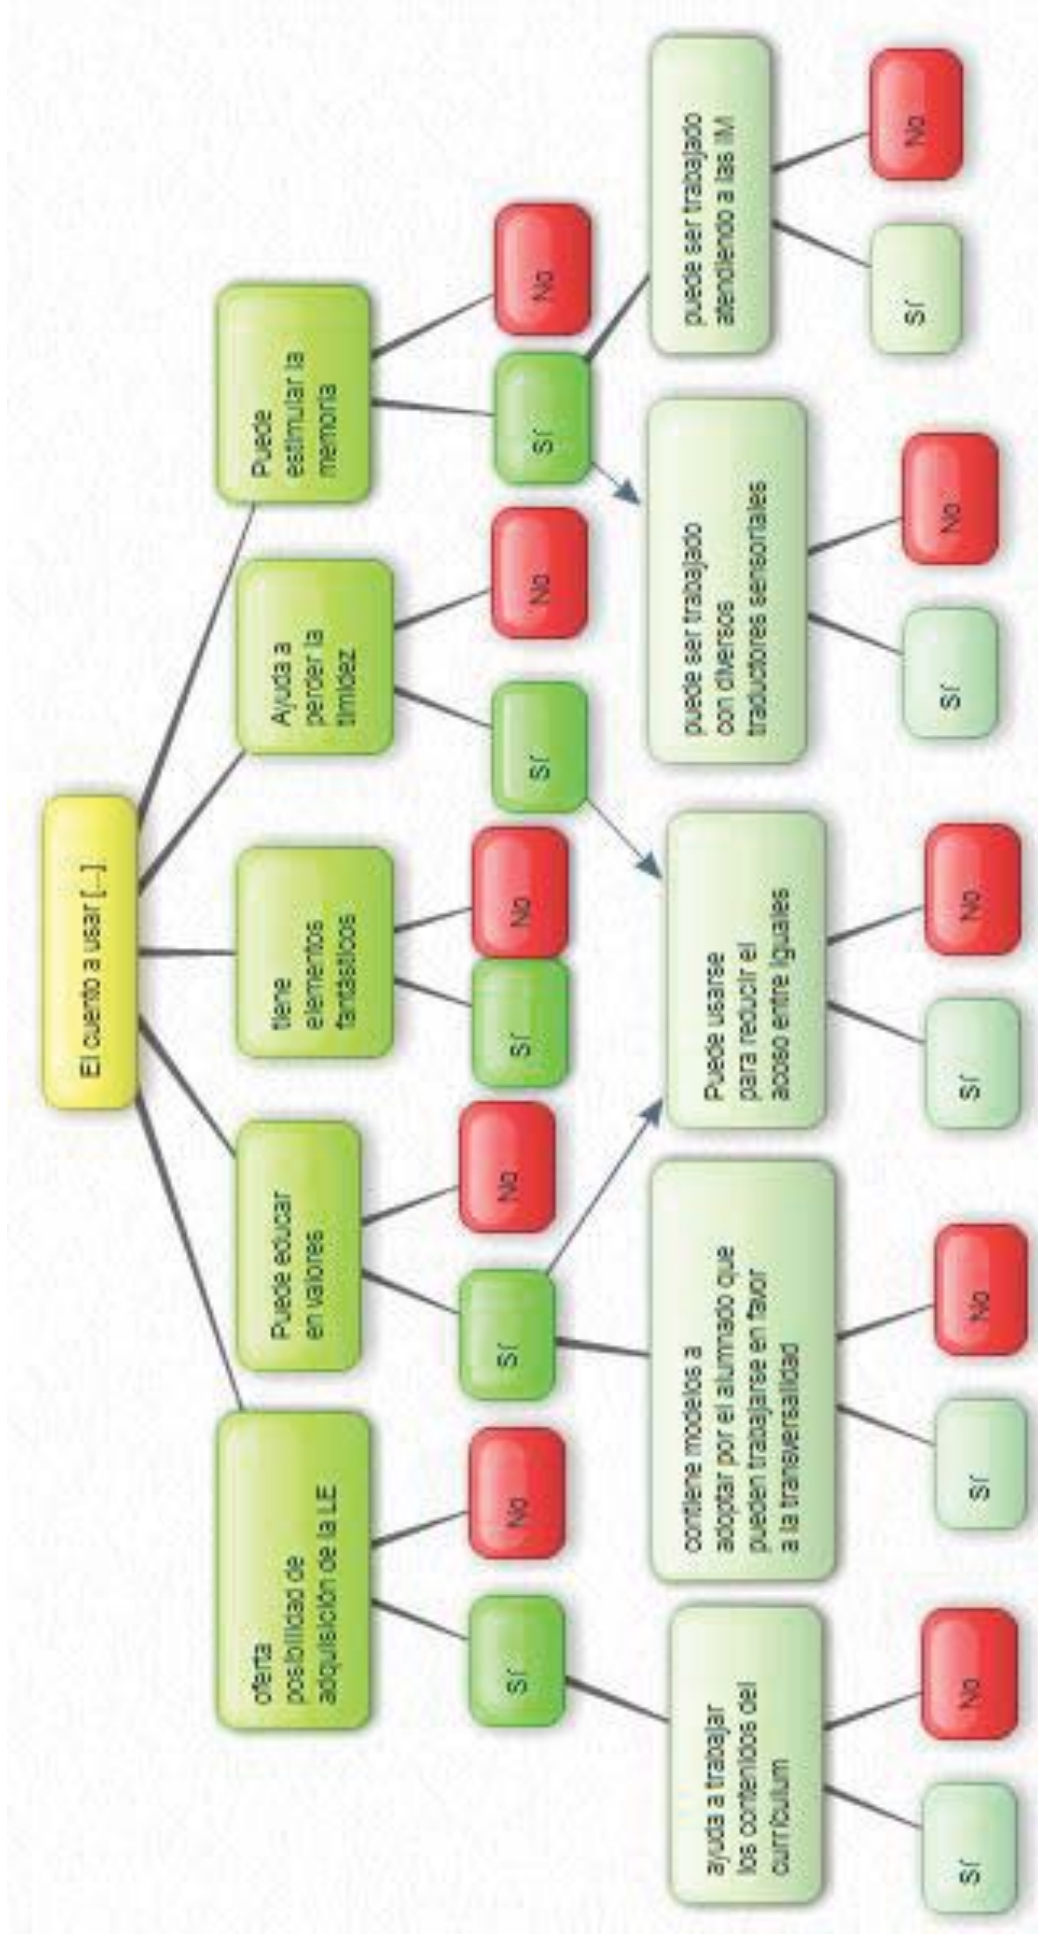 El cuento a usar [...]
oferta
posibilidad de
adquisición de la LE
Puede educar
en valores
tiene
elementos
fantásticos
Ayuda a
perder la
timidez
Puede
estimular la
memoria
Sí
No
Sí
No
Sí
No
Sí
No
Sí
No
ayuda a trabajar
los contenidos del
currículum
contiene modelos a
adoptar por el alumnado que
pueden trabajarse en favor
a la transversalidad
Puede usarse
para reducir el
acoso entre iguales
puede ser trabajado
con diversos
traductores sensoriales
puede ser trabajado
atendiendo a las IM
Sí
No
Sí
No
Sí
No
Sí
No
Sí
No